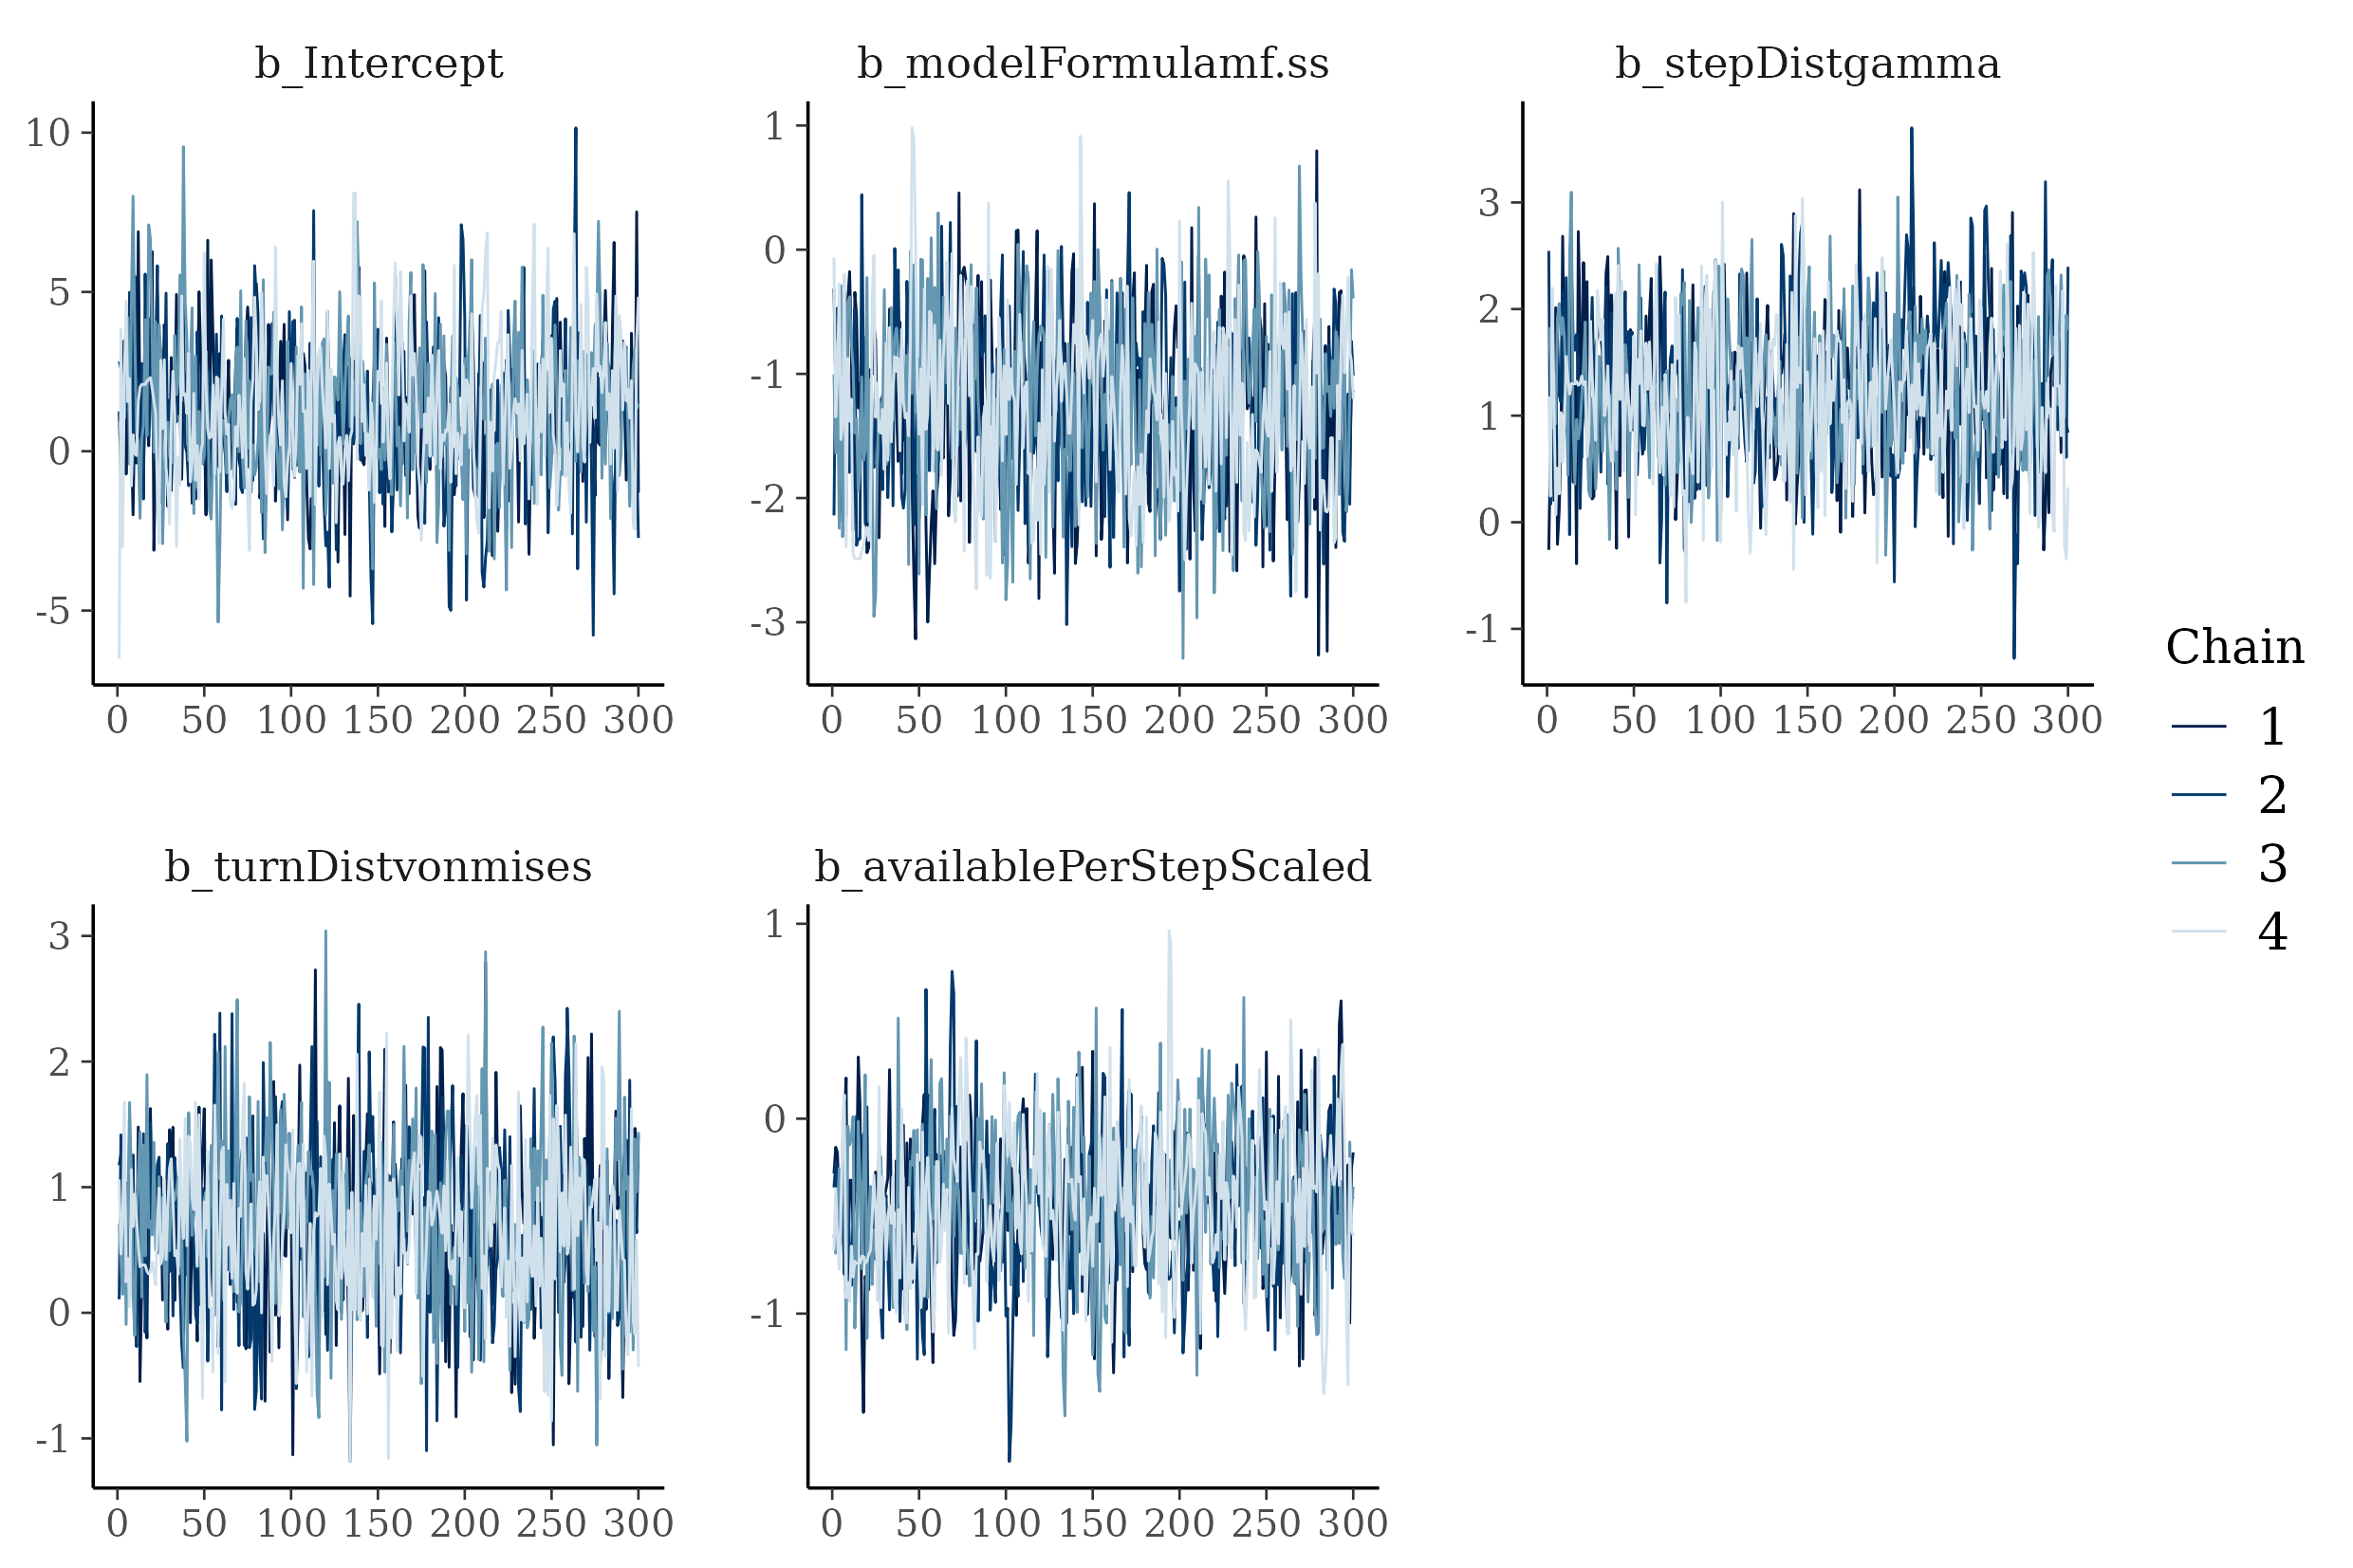 b_Intercept
10
5
0
-5
0 50 100 150 200 250 300
b_modelFormulamf.ss
1
0
-1
-2
-3
0 50 100 150 200 250 300
b_stepDistgamma
3
2
1
0
-1
0 50 100 150 200 250 300
b_turnDistvonmises
3
2
1
0
-1
0 50 100 150 200 250 300
b_availablePerStepScaled
1
0
-1
0 50 100 150 200 250 300
Chain
1
2
3
4